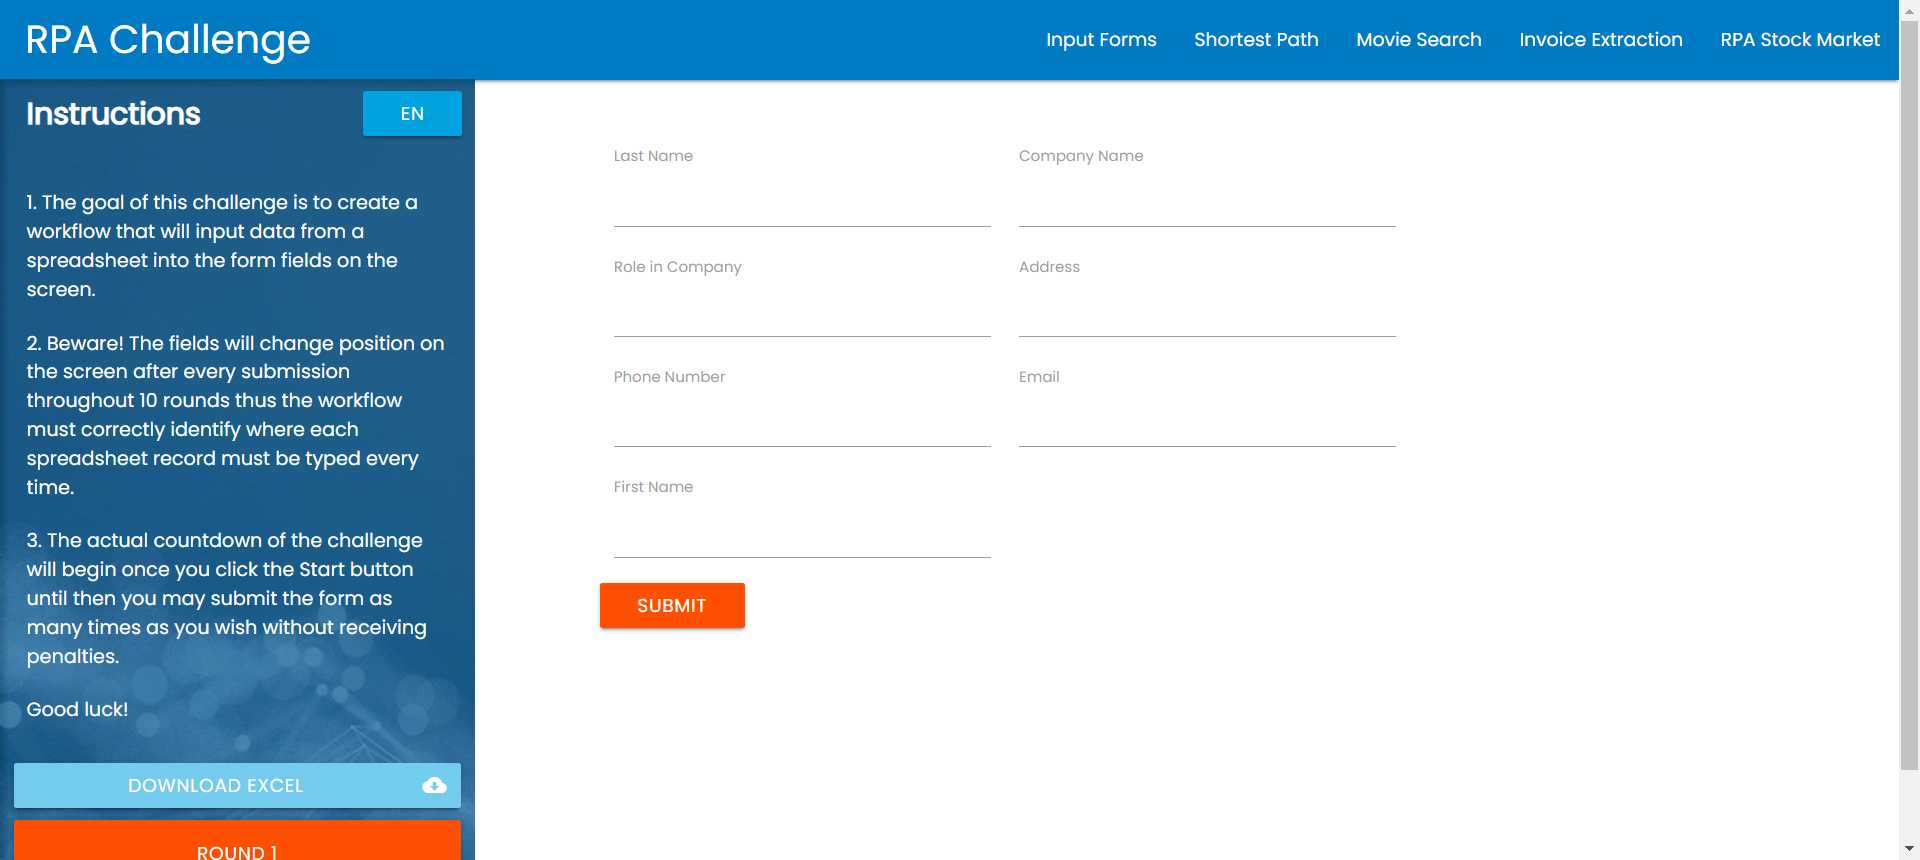 RPA Challenge
Input Forms
Shortest Path
Movie Search
Invoice Extraction
RPA Stock Market
Instructions
EN
1. The goal of this challenge is to create a
workflow that will input data from a
spreadsheet into the form fields on the
screen.
2. Beware! The fields will change position on
the screen after every submission
throughout 10 rounds thus the workflow
must correctly identify where each
spreadsheet record must be typed every
time.
3. The actual countdown of the challenge
will begin once you click the Start button
until then you may submit the form as
many times as you wish without receiving
penalties.
Good luck!
DOWNLOAD EXCEL
ROUND 1
Last Name
Company Name
Role in Company
Address
Phone Number
Email
First Name
SUBMIT